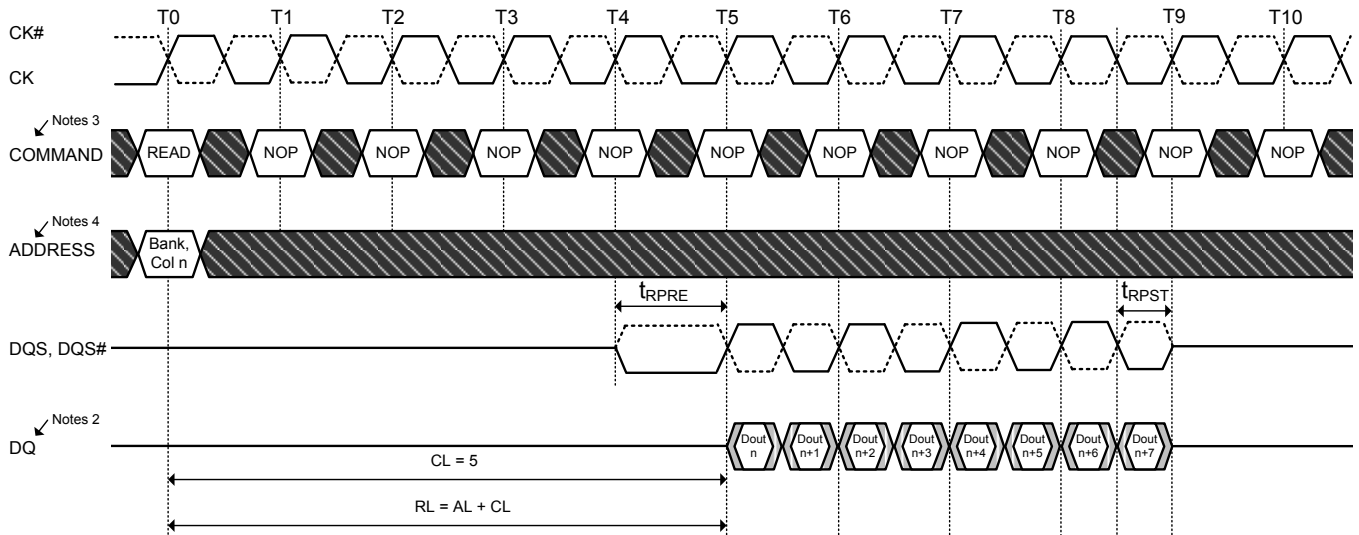 T0 T1 T2 T3 T4 T5 T6 T7 T8 T9 T10
CK#
CK
Notes 3
COMMAND READ NOP NOP NOP NOP NOP NOP NOP NOP NOP NOP
Notes 4
ADDRESS
Bank,
Col n
tRPRE tRPST
DQS, DQS#
Notes 2
DQ
Dout
n
Dout
n+1
Dout
n+2
Dout
n+3
Dout
n+4
Dout
n+5
Dout
n+6
Dout
n+7
CL = 5
RL = AL + CL